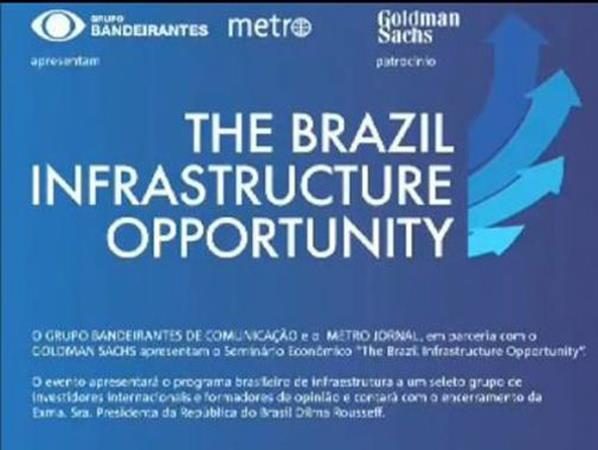 GRUPO
BANDEIRANTES
metro
Goldman
Sachs
apresentam
patrocínio
THE BRAZIL
INFRASTRUCTURE
OPPORTUNITY
O GRUPO BANDEIRANTES DE COMUNICAÇÃO e o METRO JORNAL, em parceria com o
GOLDMAN SACHS apresentam o Seminário Econômico "The Brazil Infrastructure Opportunity".
O evento apresentará o programa brasileiro de infraestrutura a um seleto grupo de
investidores internacionais e formadores de opinião e contará com o encerramento da
Exma. Sra. Presidenta da República do Brasil Dilma Rousseff.